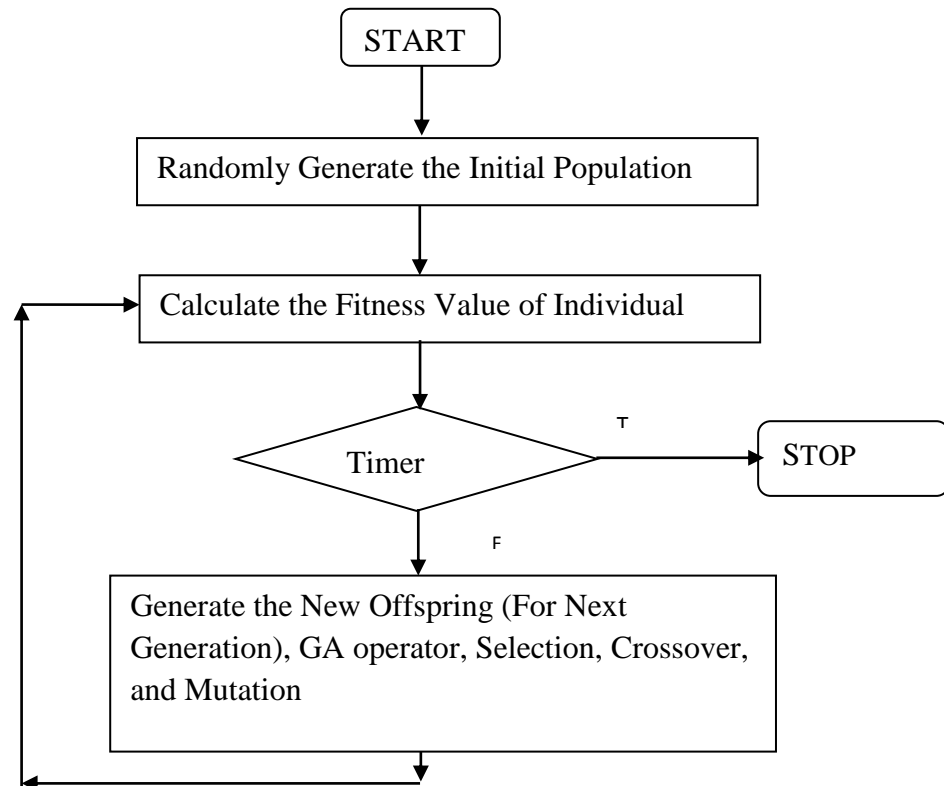 START
Randomly Generate the Initial Population
Calculate the Fitness Value of Individual
T
Timer
STOP
F
Generate the New Offspring (For Next
Generation), GA operator, Selection, Crossover,
and Mutation